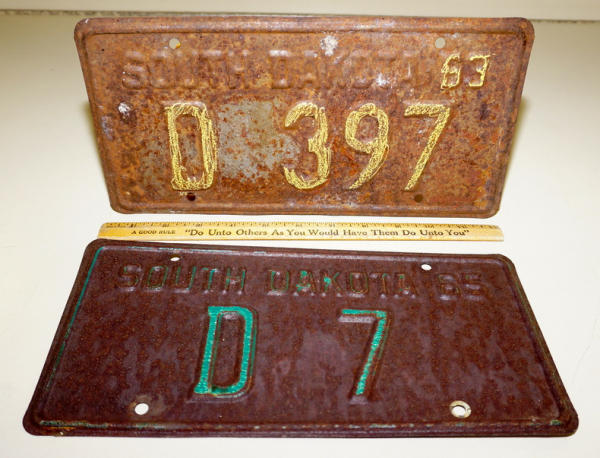 SOUTH DAKOTA 63
D 397
A GOOD RULE "Do Unto Others As You Would Have Them Do Unto You"
SOUTH DAKOTA 65
D 7